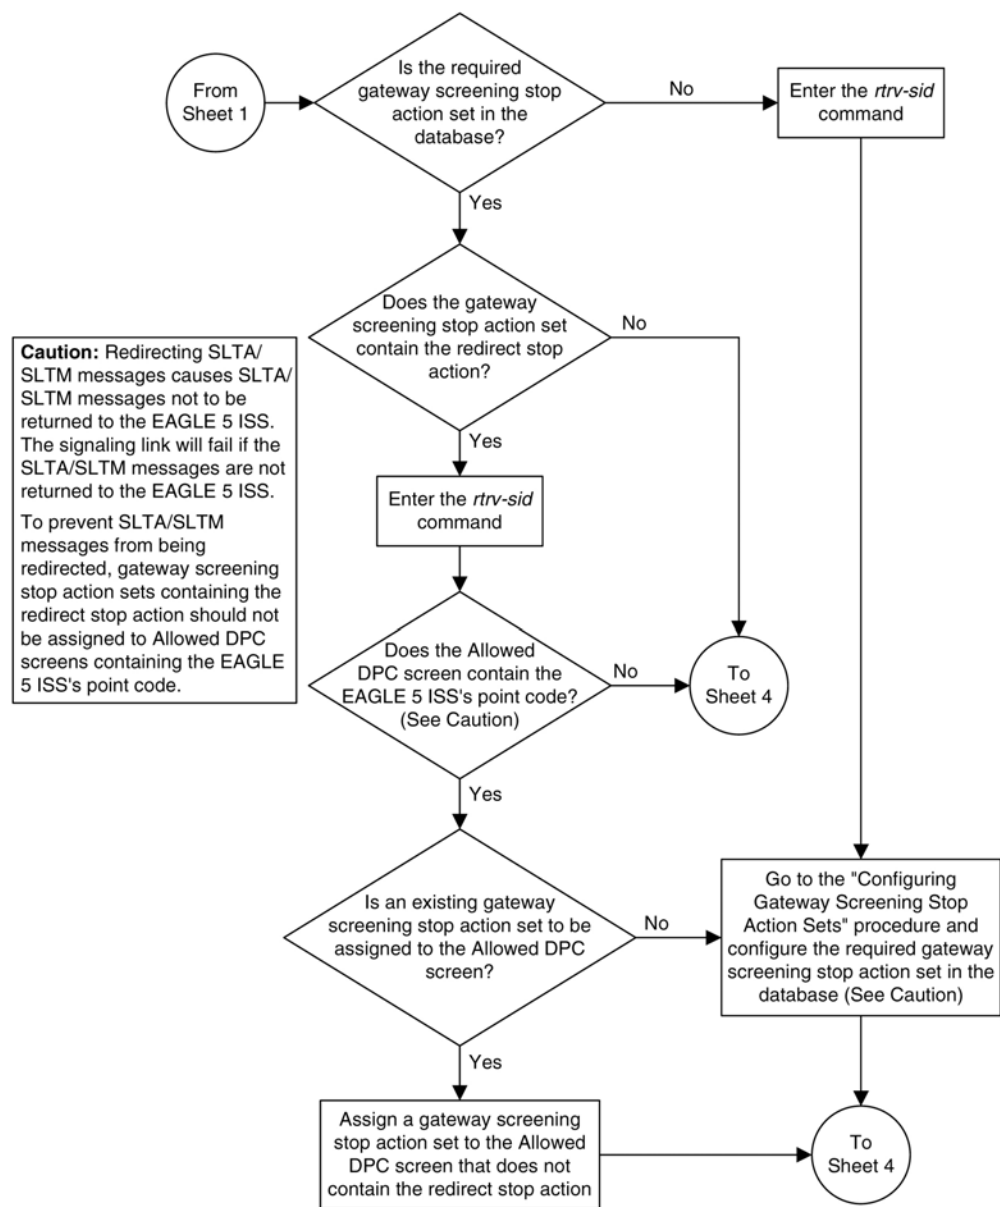 From
Sheet 1
Is the required
gateway screening stop
action set in the
database?
No
Enter the rtrv-sid
command
Yes
Does the gateway
screening stop action set
contain the redirect stop
action?
No
Caution: Redirecting SLTA/
SLTM messages causes SLTA/
SLTM messages not to be
returned to the EAGLE 5 ISS.
The signaling link will fail if the
SLTA/SLTM messages are not
returned to the EAGLE 5 ISS.
To prevent SLTA/SLTM
messages from being
redirected, gateway screening
stop action sets containing the
redirect stop action should not
be assigned to Allowed DPC
screens containing the EAGLE
5 ISS's point code.
Yes
Enter the rtrv-sid
command
Does the Allowed
DPC screen contain the
EAGLE 5 ISS's point code?
(See Caution)
No
To
Sheet 4
Yes
Is an existing gateway
screening stop action set to be
assigned to the Allowed DPC
screen?
No
Go to the "Configuring
Gateway Screening Stop
Action Sets" procedure and
configure the required gateway
screening stop action set in the
database (See Caution)
Yes
Assign a gateway screening
stop action set to the Allowed
DPC screen that does not
contain the redirect stop action
To
Sheet 4